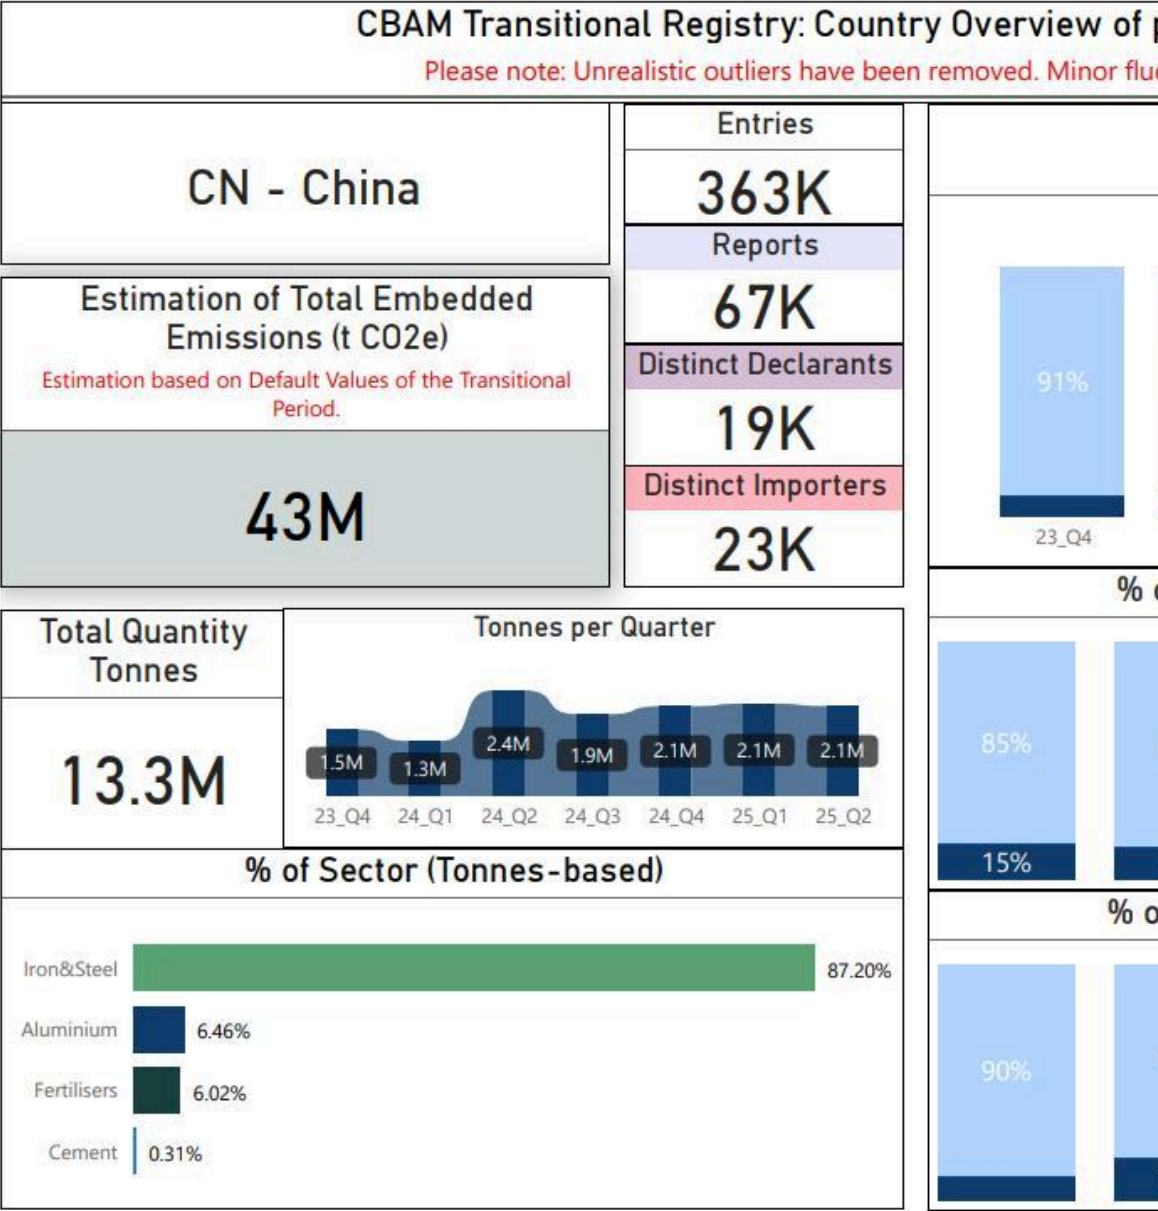 CBAM Transitional Registry: Country Overview of
Please note: Unrealistic outliers have been removed. Minor
CN - China
Estimation of Total Embedded
Emissions (t CO2e)
Estimation based on Default Values of the Transitional
Period.
43M
Entries
363K
Reports
67K
Distinct Declarants
19K
Distinct Importers
23K
Total Quantity
Tonnes
13.3M
Tonnes per Quarter
1.5M
1.3M
2.4M
1.9M
2.1M
2.1M
2.1M
23_Q4
24_Q1
24_Q2
24_Q3
24_Q4
25_Q1
25_Q2
% of Sector (Tonnes-based)
Iron&Steel
87.20%
Aluminium
6.46%
Fertilisers
6.02%
Cement
0.31%
91%
23_Q4
%
85%
15%
%
90%